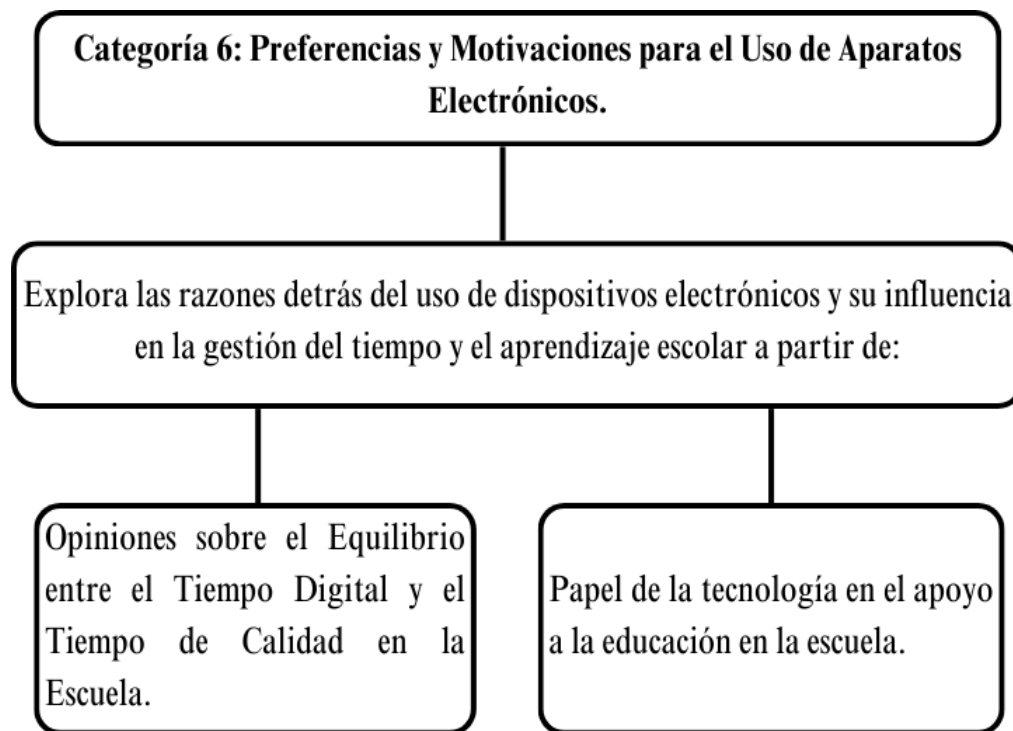 Categoría 6: Preferencias y Motivaciones para el Uso de Aparatos
Electrónicos.
Explora las razones detrás del uso de dispositivos electrónicos y su influencia
en la gestión del tiempo y el aprendizaje escolar a partir de:
Opiniones sobre el Equilibrio
entre el Tiempo Digital y el
Tiempo de Calidad en la
Escuela.
Papel de la tecnología en el apoyo
a la educación en la escuela.